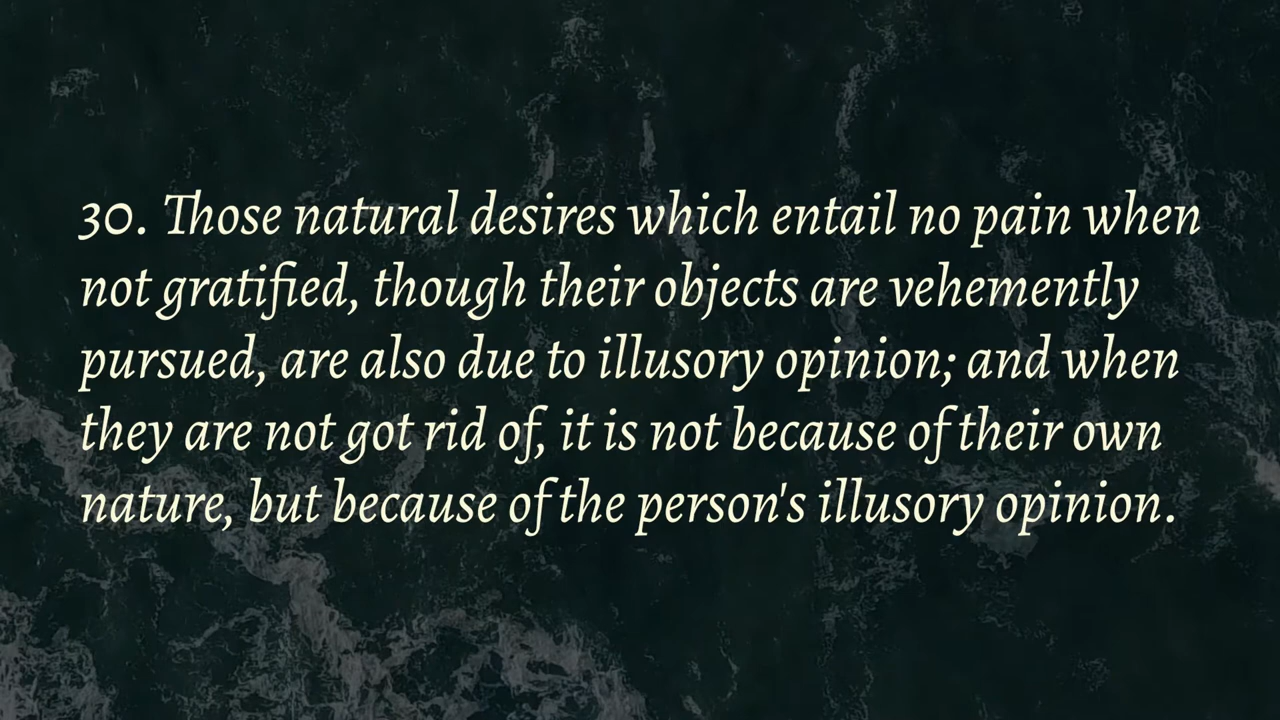 30. Those natural desires which entail no pain when
not gratified, though their objects are vehemently
pursued, are also due to illusory opinion; and when
they are not got rid of, it is not because of their own
nature, but because of the person's illusory opinion.